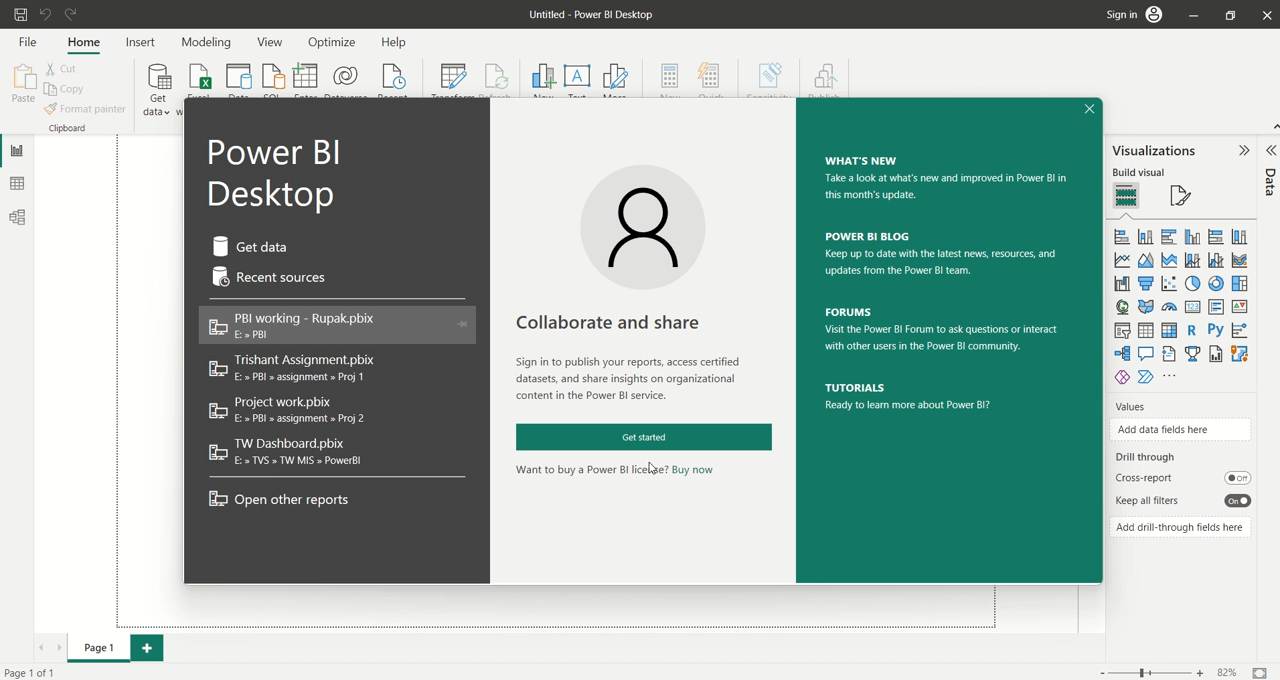 Untitled - Power BI Desktop
Sign in
File
Home
Insert
Modeling
View
Optimize
Help
Paste
Cut
Copy
Format painter
Clipboard
Get
data
Power BI
Desktop
Get data
Recent sources
PBI working - Rupak.pbix
E: » PBI
Trishant Assignment.pbix
E: » PBI » assignment » Proj 1
Project work.pbix
E: » PBI » assignment » Proj 2
TW Dashboard.pbix
E: » TVS » TW MIS » PowerBI
Open other reports
Collaborate and share
Sign in to publish your reports, access certified
datasets, and share insights on organizational
content in the Power BI service.
Get started
Want to buy a Power BI license? Buy now
WHAT'S NEW
Take a look at what's new and improved in Power BI in
this month's update.
POWER BI BLOG
Keep up to date with the latest news, resources, and
updates from the Power BI team.
FORUMS
Visit the Power BI Forum to ask questions or interact
with other users in the Power BI community.
TUTORIALS
Ready to learn more about Power BI?
Visualizations
Build visual
123
R
Py
Values
Add data fields here
Drill through
Cross-report
Off
Keep all filters
On
Add drill-through fields here
Data
Page 1
Page 1 of 1
82%